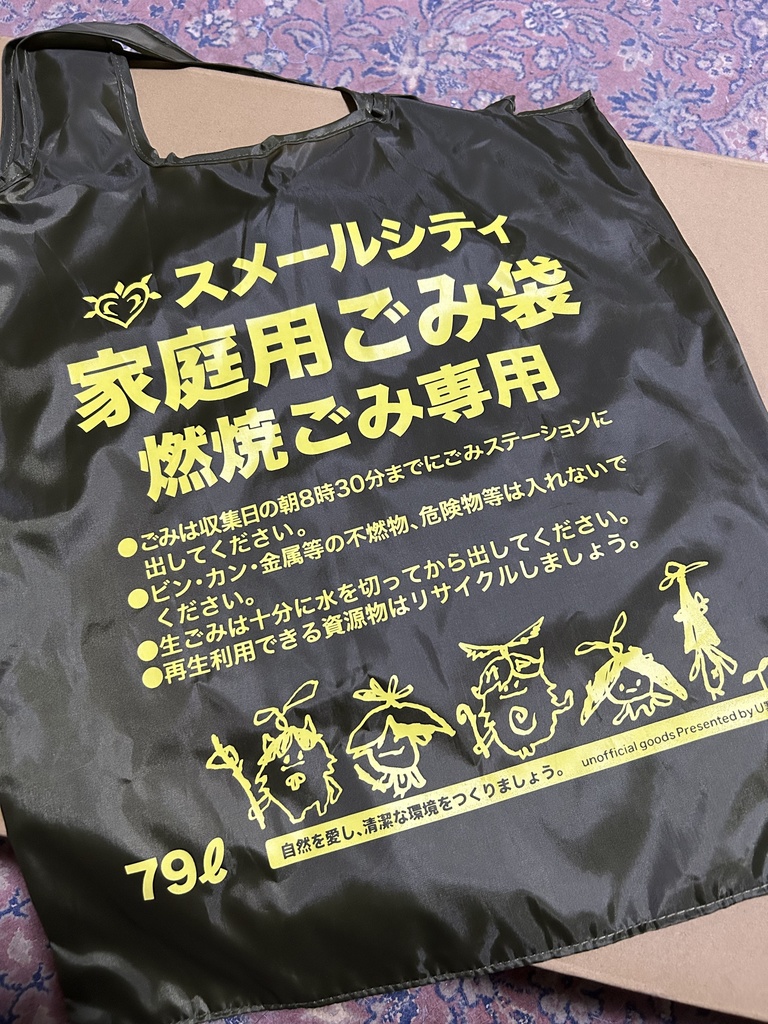 スメールシティ
家庭用ごみ袋
燃焼ごみ専用
●ごみは収集日の朝8時30分までにごみステーションに
出してください。
●ビン・カン・金属等の不燃物、危険物等は入れないで
ください。
●生ごみは十分に水を切ってから出してください。
●再生利用できる資源物はリサイクルしましょう。
自然を愛し、清潔な環境をつくりましょう。
unofficial goods Presented by
79ℓ